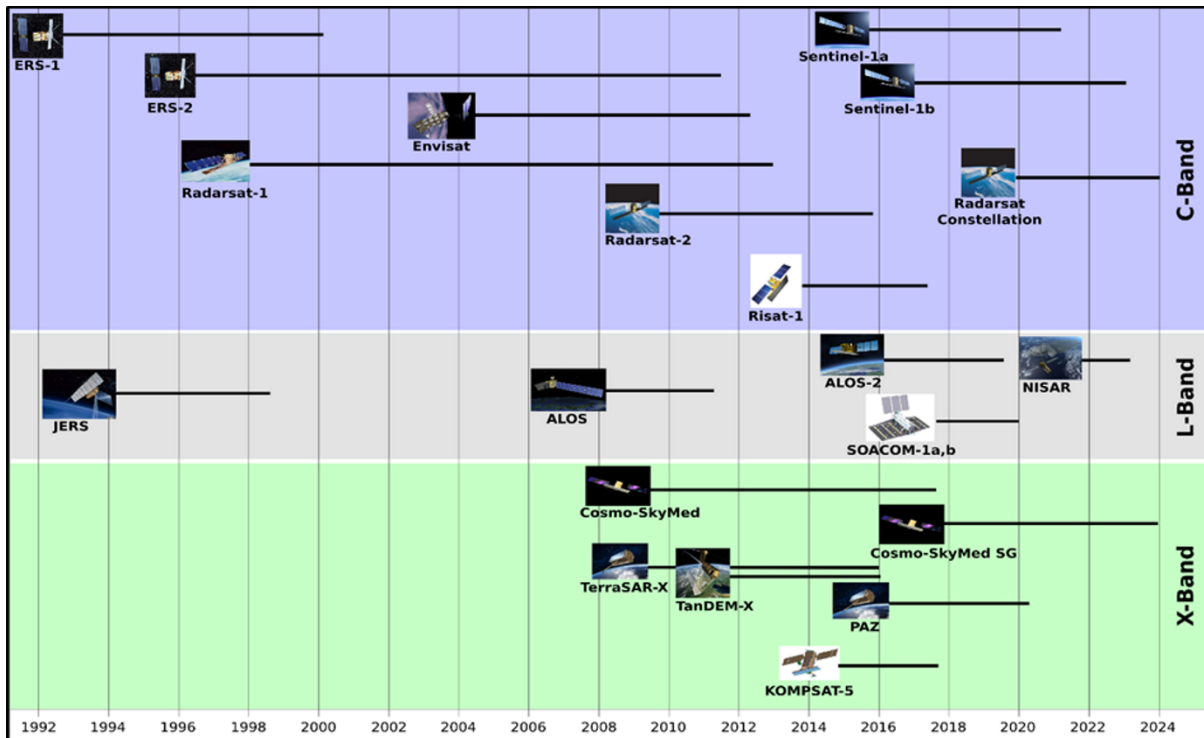 ERS-1
ERS-2
Envisat
Radarsat-1
Radarsat-2
Risat-1
Sentinel-1a
Sentinel-1b
Radarsat
Constellation
C-Band
JERS
ALOS
ALOS-2
NISAR
SOACOM-1a,b
L-Band
Cosmo-SkyMed
Cosmo-SkyMed SG
TerraSAR-X
TanDEM-X
PAZ
KOMPSAT-5
X-Band
1992 1994 1996 1998 2000 2002 2004 2006 2008 2010 2012 2014 2016 2018 2020 2022 2024